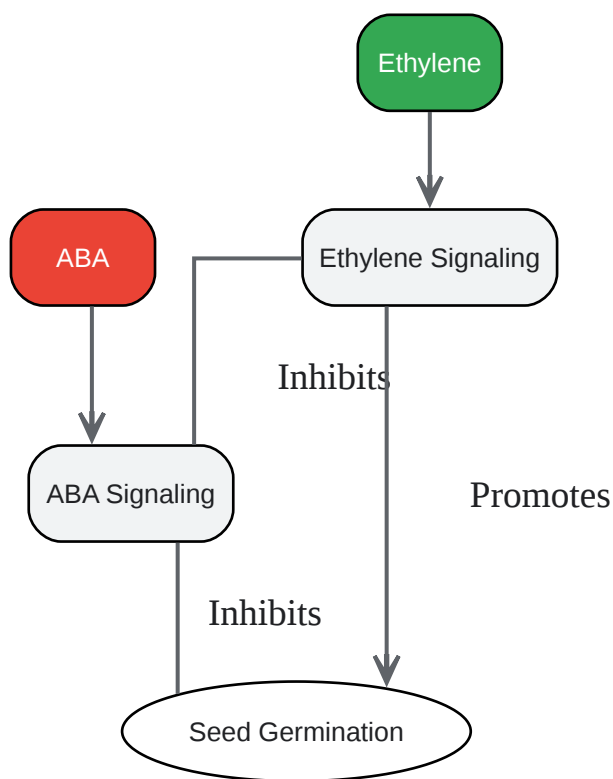 Ethylene
ABA
Ethylene Signaling
Inhibits
ABA Signaling
Promotes
Inhibits
Seed Germination